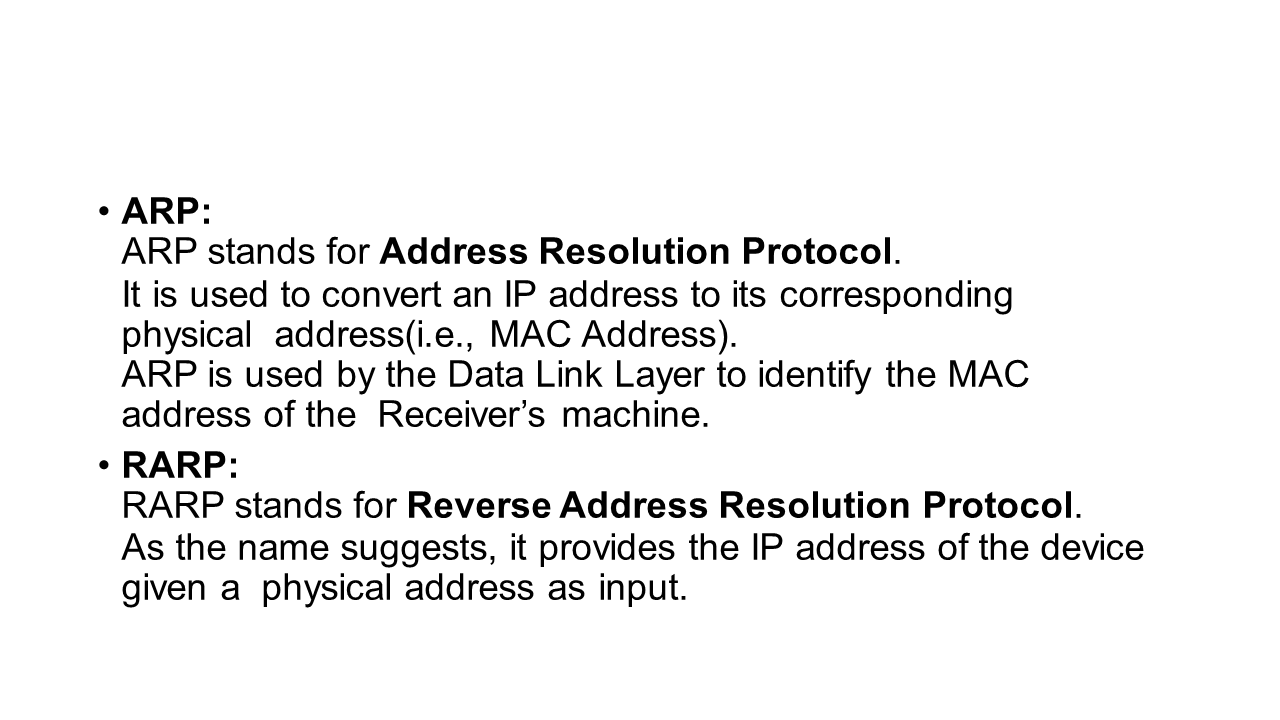 • ARP:
ARP stands for Address Resolution Protocol.
It is used to convert an IP address to its corresponding
physical address(i.e., MAC Address).
ARP is used by the Data Link Layer to identify the MAC
address of the Receiver’s machine.
• RARP:
RARP stands for Reverse Address Resolution Protocol.
As the name suggests, it provides the IP address of the device
given a physical address as input.